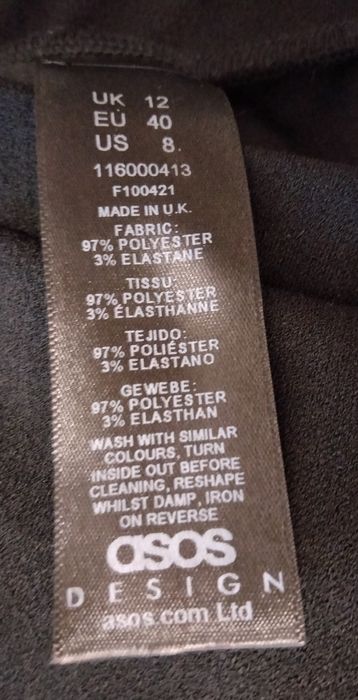 UK 12
EU 40
US 8.
116000413
F100421
MADE IN U.K.
FABRIC:
97% POLYESTER
3% ELASTANE
TISSU:
97% POLYESTER
3% ÉLASTHANNE
TEJIDO:
97% POLIÉSTER
3% ELASTANO
GEWEBE:
97% POLYESTER
3% ELASTHAN
WASH WITH SIMILAR
COLOURS, TURN
INSIDE OUT BEFORE
CLEANING, RESHAPE
WHILST DAMP, IRON
ON REVERSE
asos
DESIGN
asos.com Ltd